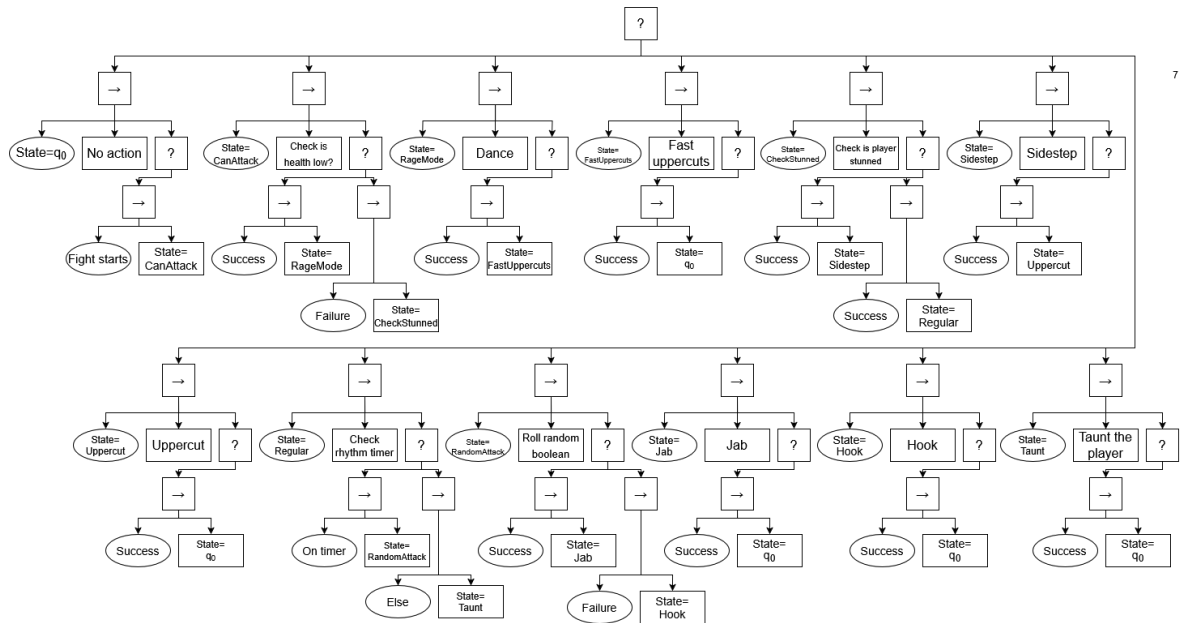 ?
7
→
→
→
→
→
→
State=q0
No action
?
State=
CanAttack
Check is
health low?
?
State=
RageMode
Dance
?
State=
FastUppercuts
Fast
uppercuts
?
State=
CheckStunned
Check is player
stunned
?
State=
Sidestep
Sidestep
?
→
→
→
→
→
→
→
→
Fight starts
State=
CanAttack
Success
State=
RageMode
Success
State=
FastUppercuts
Success
State=
q0
Success
State=
Sidestep
Success
State=
Uppercut
Failure
State=
CheckStunned
Success
State=
Regular
→
→
→
→
→
→
State=
Uppercut
Uppercut
?
State=
Regular
Check
rhythm timer
?
State=
RandomAttack
Roll random
boolean
?
State=
Jab
Jab
?
State=
Hook
Hook
?
State=
Taunt
Taunt the
player
?
→
→
→
→
→
→
→
→
Success
State=
q0
On timer
State=
RandomAttack
Success
State=
Jab
Success
State=
q0
Success
State=
q0
Success
State=
q0
Else
State=
Taunt
Failure
State=
Hook